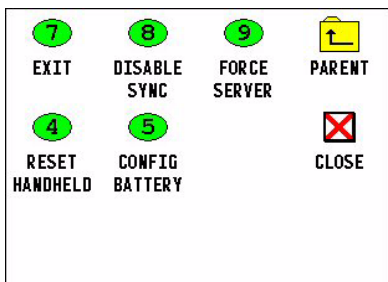 7 8 9
EXIT DISABLE SYNC FORCE SERVER PARENT
4 5
RESET HANDHELD CONFIG BATTERY CLOSE